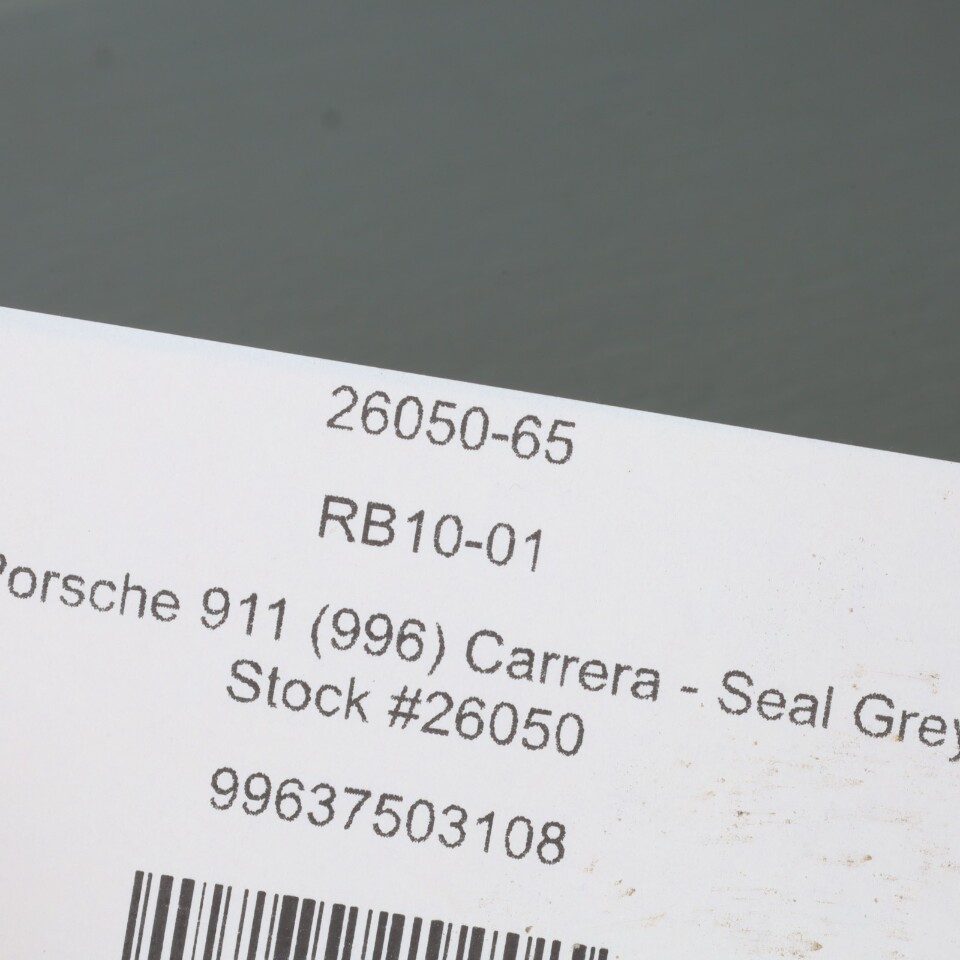 26050-65
RB10-01
Porsche 911 (996) Carrera - Seal Grey
Stock #26050
99637503108